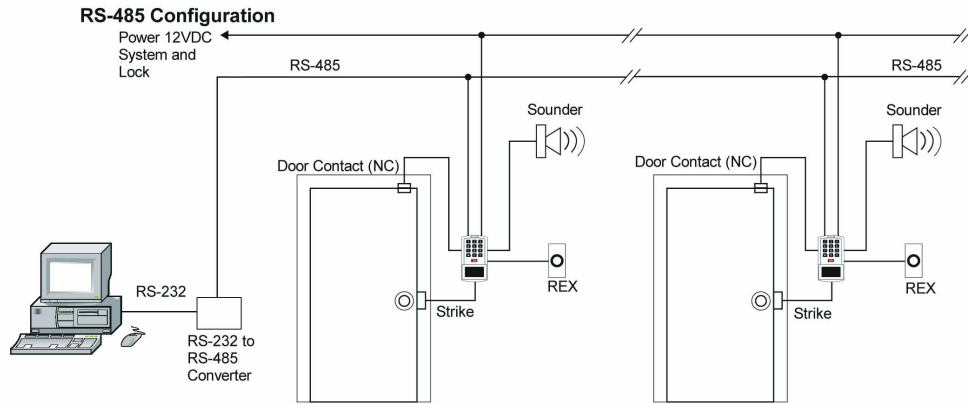 RS-485 Configuration
Power 12VDC
System and
Lock
RS-485
RS-485
Sounder
Sounder
Door Contact (NC)
Door Contact (NC)
RS-232
REX
REX
Strike
Strike
RS-232 to
RS-485
Converter